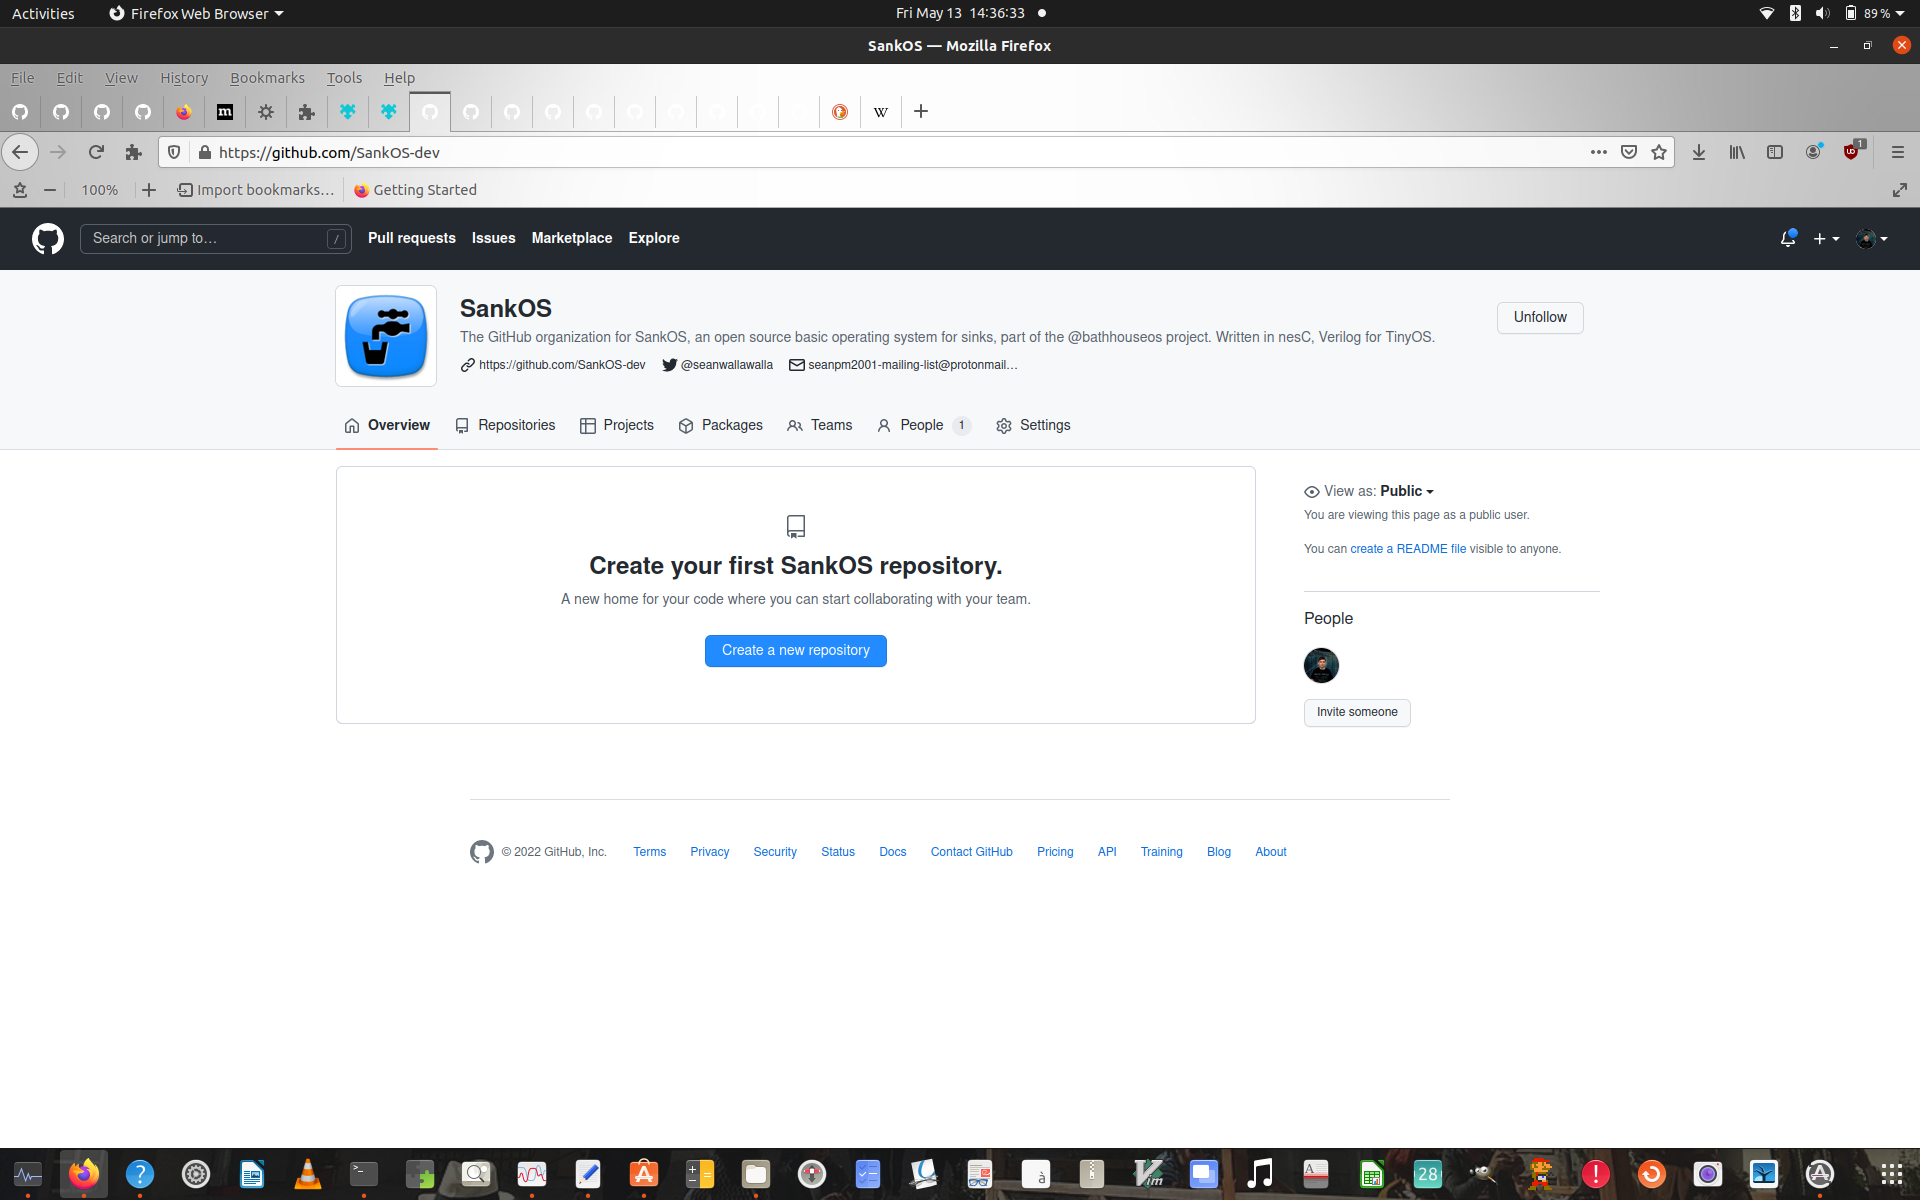 Activities Firefox Web Browser Fri May 13 14:36:33 89 %
SankOS — Mozilla Firefox
File Edit View History Bookmarks Tools Help
m W
https://github.com/SankOS-dev 1
100% Import bookmarks… Getting Started
Search or jump to… / Pull requests Issues Marketplace Explore
SankOS
The GitHub organization for SankOS, an open source basic operating system for sinks, part of the @bathhouseos project. Written in nesC, Verilog for TinyOS.
Unfollow
https://github.com/SankOS-dev @seanwallawalla seanpm2001-mailing-list@protonmail…
Overview Repositories Projects Packages Teams People 1 Settings
View as: Public
You are viewing this page as a public user.
You can create a README file visible to anyone.
Create your first SankOS repository.
A new home for your code where you can start collaborating with your team.
Create a new repository
People
Invite someone
© 2022 GitHub, Inc. Terms Privacy Security Status Docs Contact GitHub Pricing API Training Blog About
28